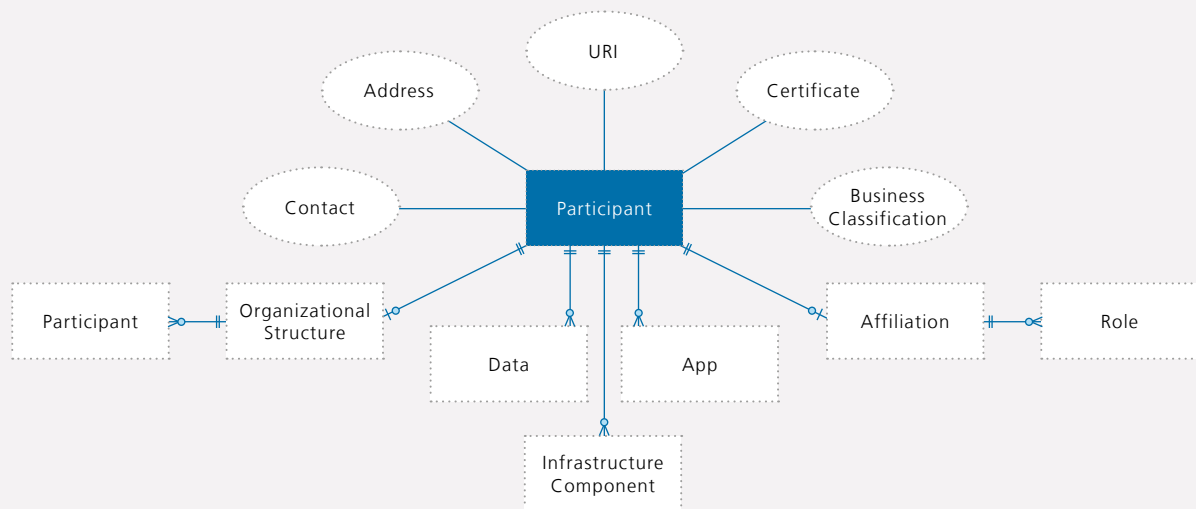 URI
Address
Certificate
Contact
Participant
Business
Classification
Participant
Organizational
Structure
Affiliation
Role
Data
App
Infrastructure
Component